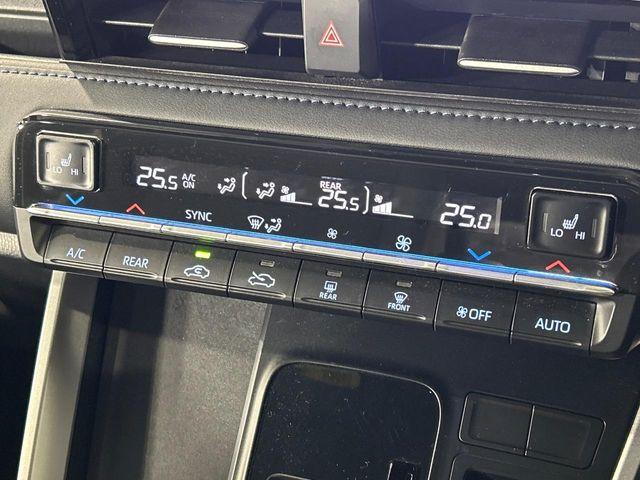 LO HI
25.5 A/C ON
REAR 25.5
25.0
LO HI
SYNC
A/C
REAR
REAR
FRONT
OFF
AUTO